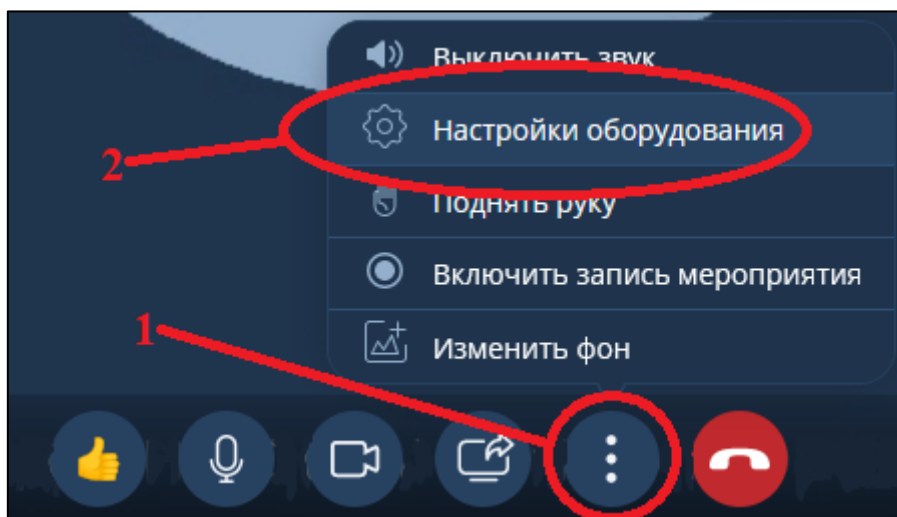 Выключить звук
Настройки оборудования
2
Поднять руку
Включить запись мероприятия
1
Изменить фон